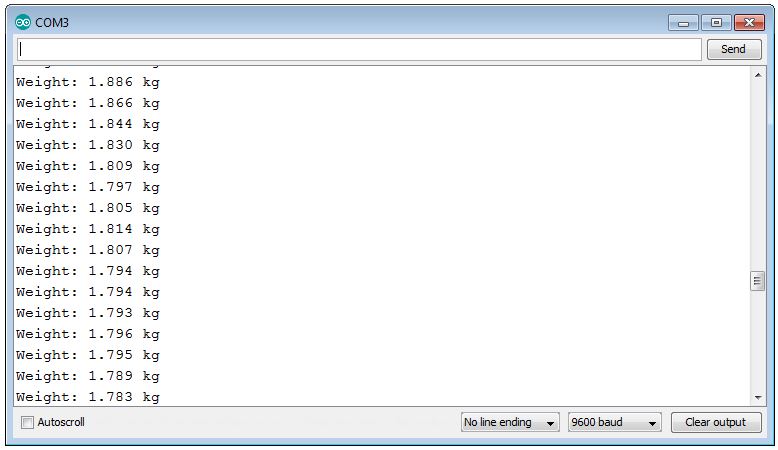 COM3
Send
Weight: 1.886 kg
Weight: 1.866 kg
Weight: 1.844 kg
Weight: 1.830 kg
Weight: 1.809 kg
Weight: 1.797 kg
Weight: 1.805 kg
Weight: 1.814 kg
Weight: 1.807 kg
Weight: 1.794 kg
Weight: 1.794 kg
Weight: 1.793 kg
Weight: 1.796 kg
Weight: 1.795 kg
Weight: 1.789 kg
Weight: 1.783 kg
Autoscroll No line ending 9600 baud Clear output